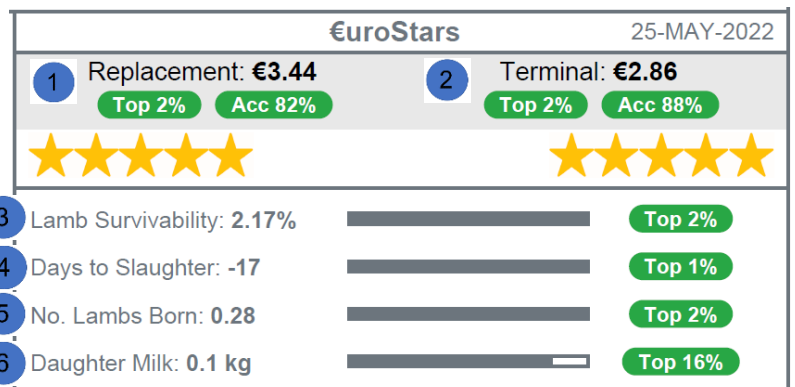 €uroStars 25-MAY-2022
1 Replacement: €3.44 2 Terminal: €2.86
Top 2% Acc 82% Top 2% Acc 88%
3 Lamb Survivability: 2.17% Top 2%
4 Days to Slaughter: -17 Top 1%
5 No. Lambs Born: 0.28 Top 2%
6 Daughter Milk: 0.1 kg Top 16%